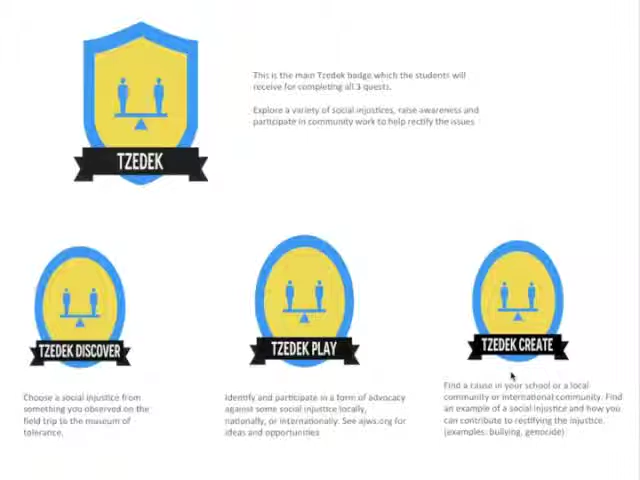 This is the main Tzedek badge which the students will
receive for completing all 3 quests.
Explore a variety of social injustices, raise awareness and
participate in community work to help rectify the issues
TZEDEK
TZEDEK DISCOVER
TZEDEK PLAY
TZEDEK CREATE
Choose a social injustice from
something you observed on the
field trip to the museum of
tolerance.
Identify and participate in a form of advocacy
against some social injustice locally,
nationally, or internationally. See ajws.org for
ideas and opportunities
Find a cause in your school or a local
community or international community. Find
an example of a social injustice and how you
can contribute to rectifying the injustice.
(examples: bullying, genocide)